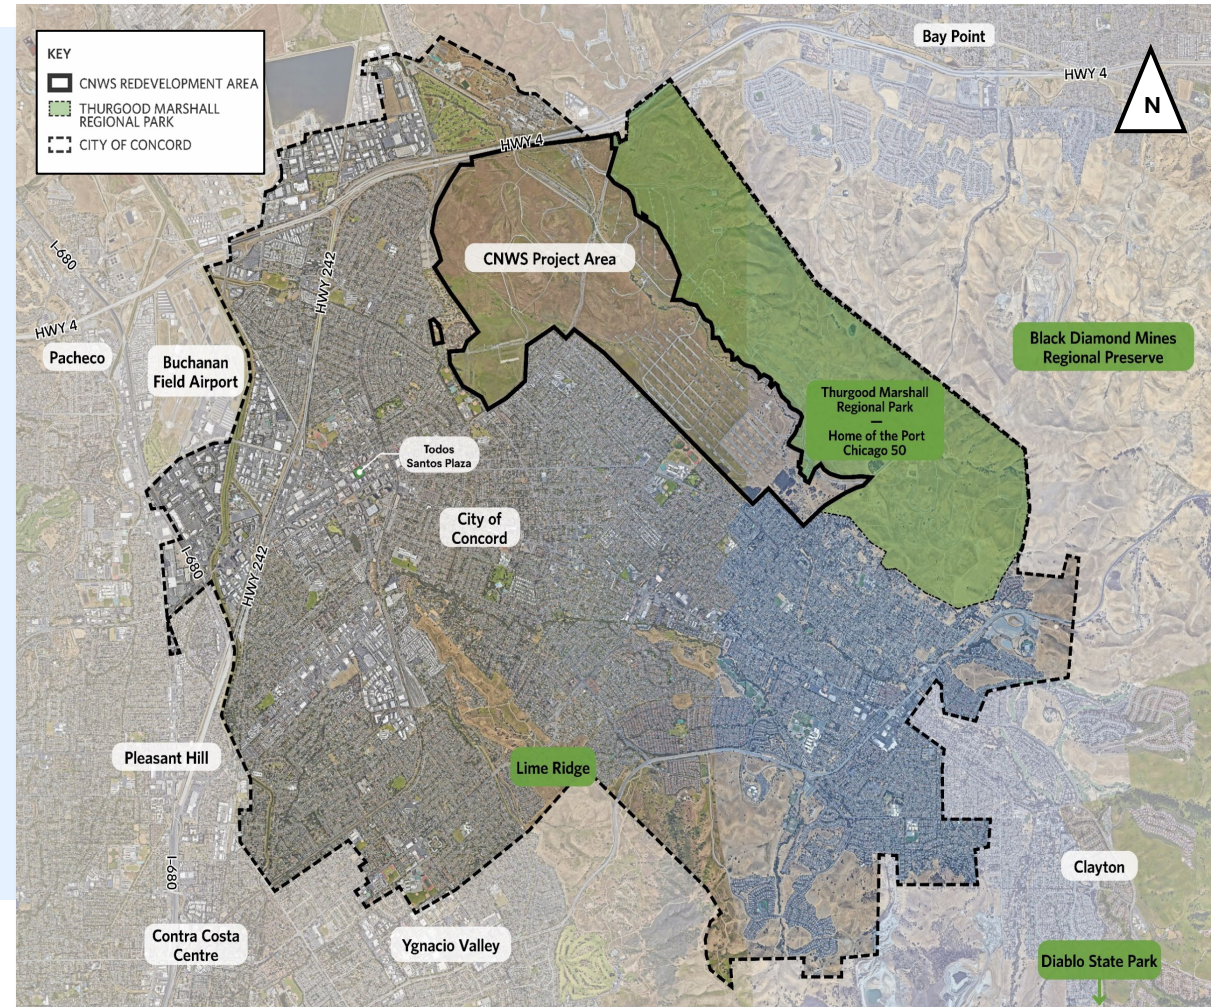 KEY
CNWS REDEVELOPMENT AREA
THURGOOD MARSHALL
REGIONAL PARK
CITY OF CONCORD
Bay Point
HWY 4
N
HWY 4
CNWS Project Area
I-680
HWY 242
HWY 4
Pacheco
Buchanan
Field Airport
Black Diamond Mines
Regional Preserve
Thurgood Marshall
Regional Park
—
Home of the Port
Chicago 50
Todos
Santos Plaza
City of
Concord
I-680
HWY 242
Lime Ridge
Pleasant Hill
I-680
Clayton
Contra Costa
Centre
Ygnacio Valley
Diablo State Park